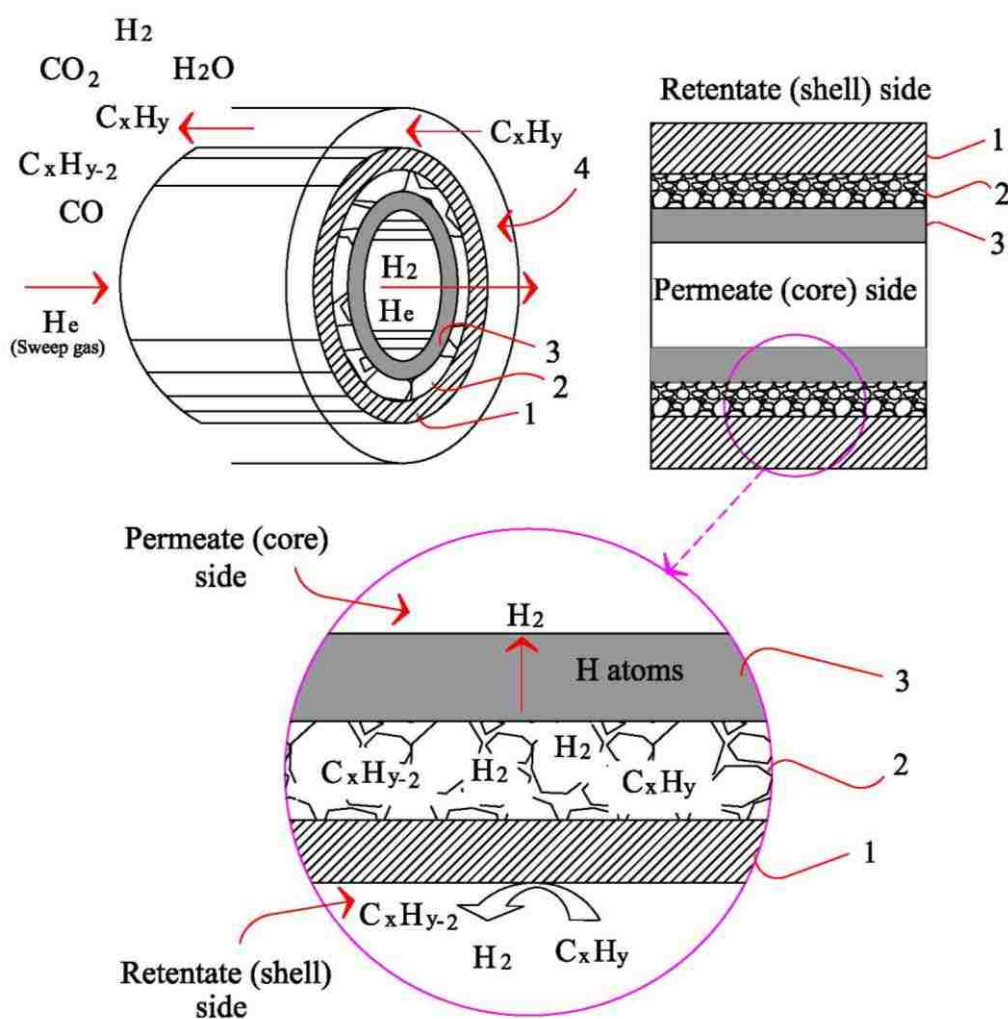 H2
CO2
H2O
CxHy
CxHy-2
CO
CxHy
4
He
(Sweep gas)
H2
He
3
2
1
Retentate (shell) side
1
2
3
Permeate (core) side
Permeate (core)
side
H2
H atoms
3
H2
CxHy-2
H2
CxHy
2
1
CxHy-2
H2
CxHy
Retentate (shell)
side